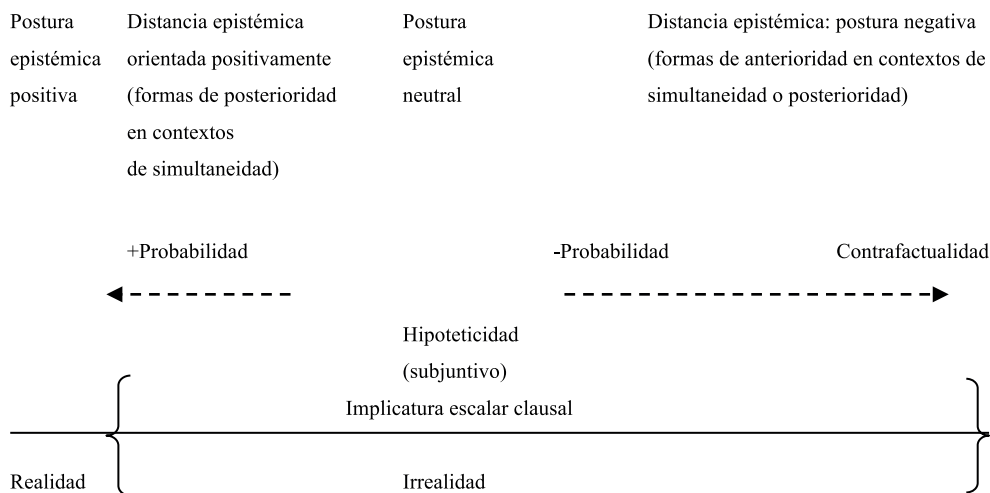 Postura
epistémica
positiva
Distancia epistémica
orientada positivamente
(formas de posterioridad
en contextos
de simultaneidad)
Postura
epistémica
neutral
Distancia epistémica: postura negativa
(formas de anterioridad en contextos de
simultaneidad o posterioridad)
+Probabilidad
-Probabilidad
Contrafactualidad
Hipoteticidad
(subjuntivo)
Implicatura escalar clausal
Realidad
Irrealidad